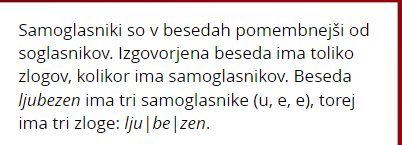 Samoglasniki so v besedah pomembnejši od
soglasnikov. Izgovorjena beseda ima toliko
zlogov, kolikor ima samoglasnikov. Beseda
ljubezen ima tri samoglasnike (u, e, e), torej
ima tri zloge: lju|be|zen.